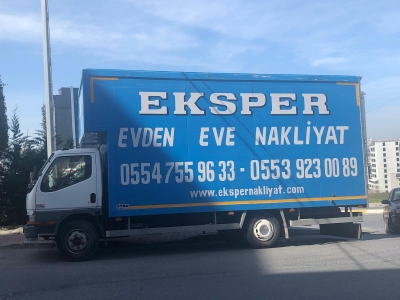 EKSPER
EVDEN EVE NAKLİYAT
0554 755 96 33 - 0553 923 00 89
www.ekspernakliyat.com